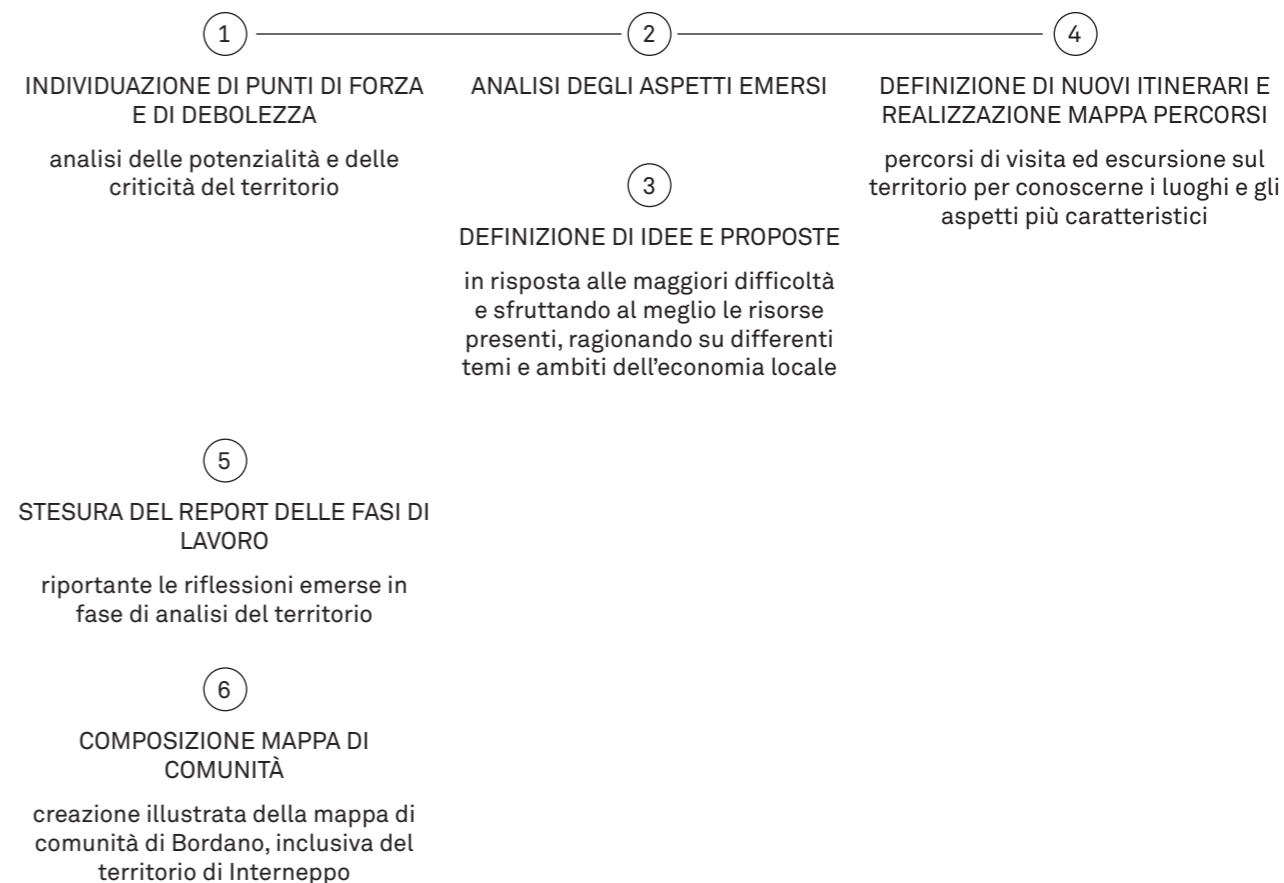 1
INDIVIDUAZIONE DI PUNTI DI FORZA
E DI DEBOLEZZA
analisi delle potenzialità e delle
criticità del territorio
2
ANALISI DEGLI ASPETTI EMERSI
3
DEFINIZIONE DI IDEE E PROPOSTE
in risposta alle maggiori difficoltà
e sfruttando al meglio le risorse
presenti, ragionando su differenti
temi e ambiti dell’economia locale
4
DEFINIZIONE DI NUOVI ITINERARI E
REALIZZAZIONE MAPPA PERCORSI
percorsi di visita ed escursione sul
territorio per conoscerne i luoghi e gli
aspetti più caratteristici
5
STESURA DEL REPORT DELLE FASI DI
LAVORO
riportante le riflessioni emerse in
fase di analisi del territorio
6
COMPOSIZIONE MAPPA DI
COMUNITÀ
creazione illustrata della mappa di
comunità di Bordano, inclusiva del
territorio di Interneppo